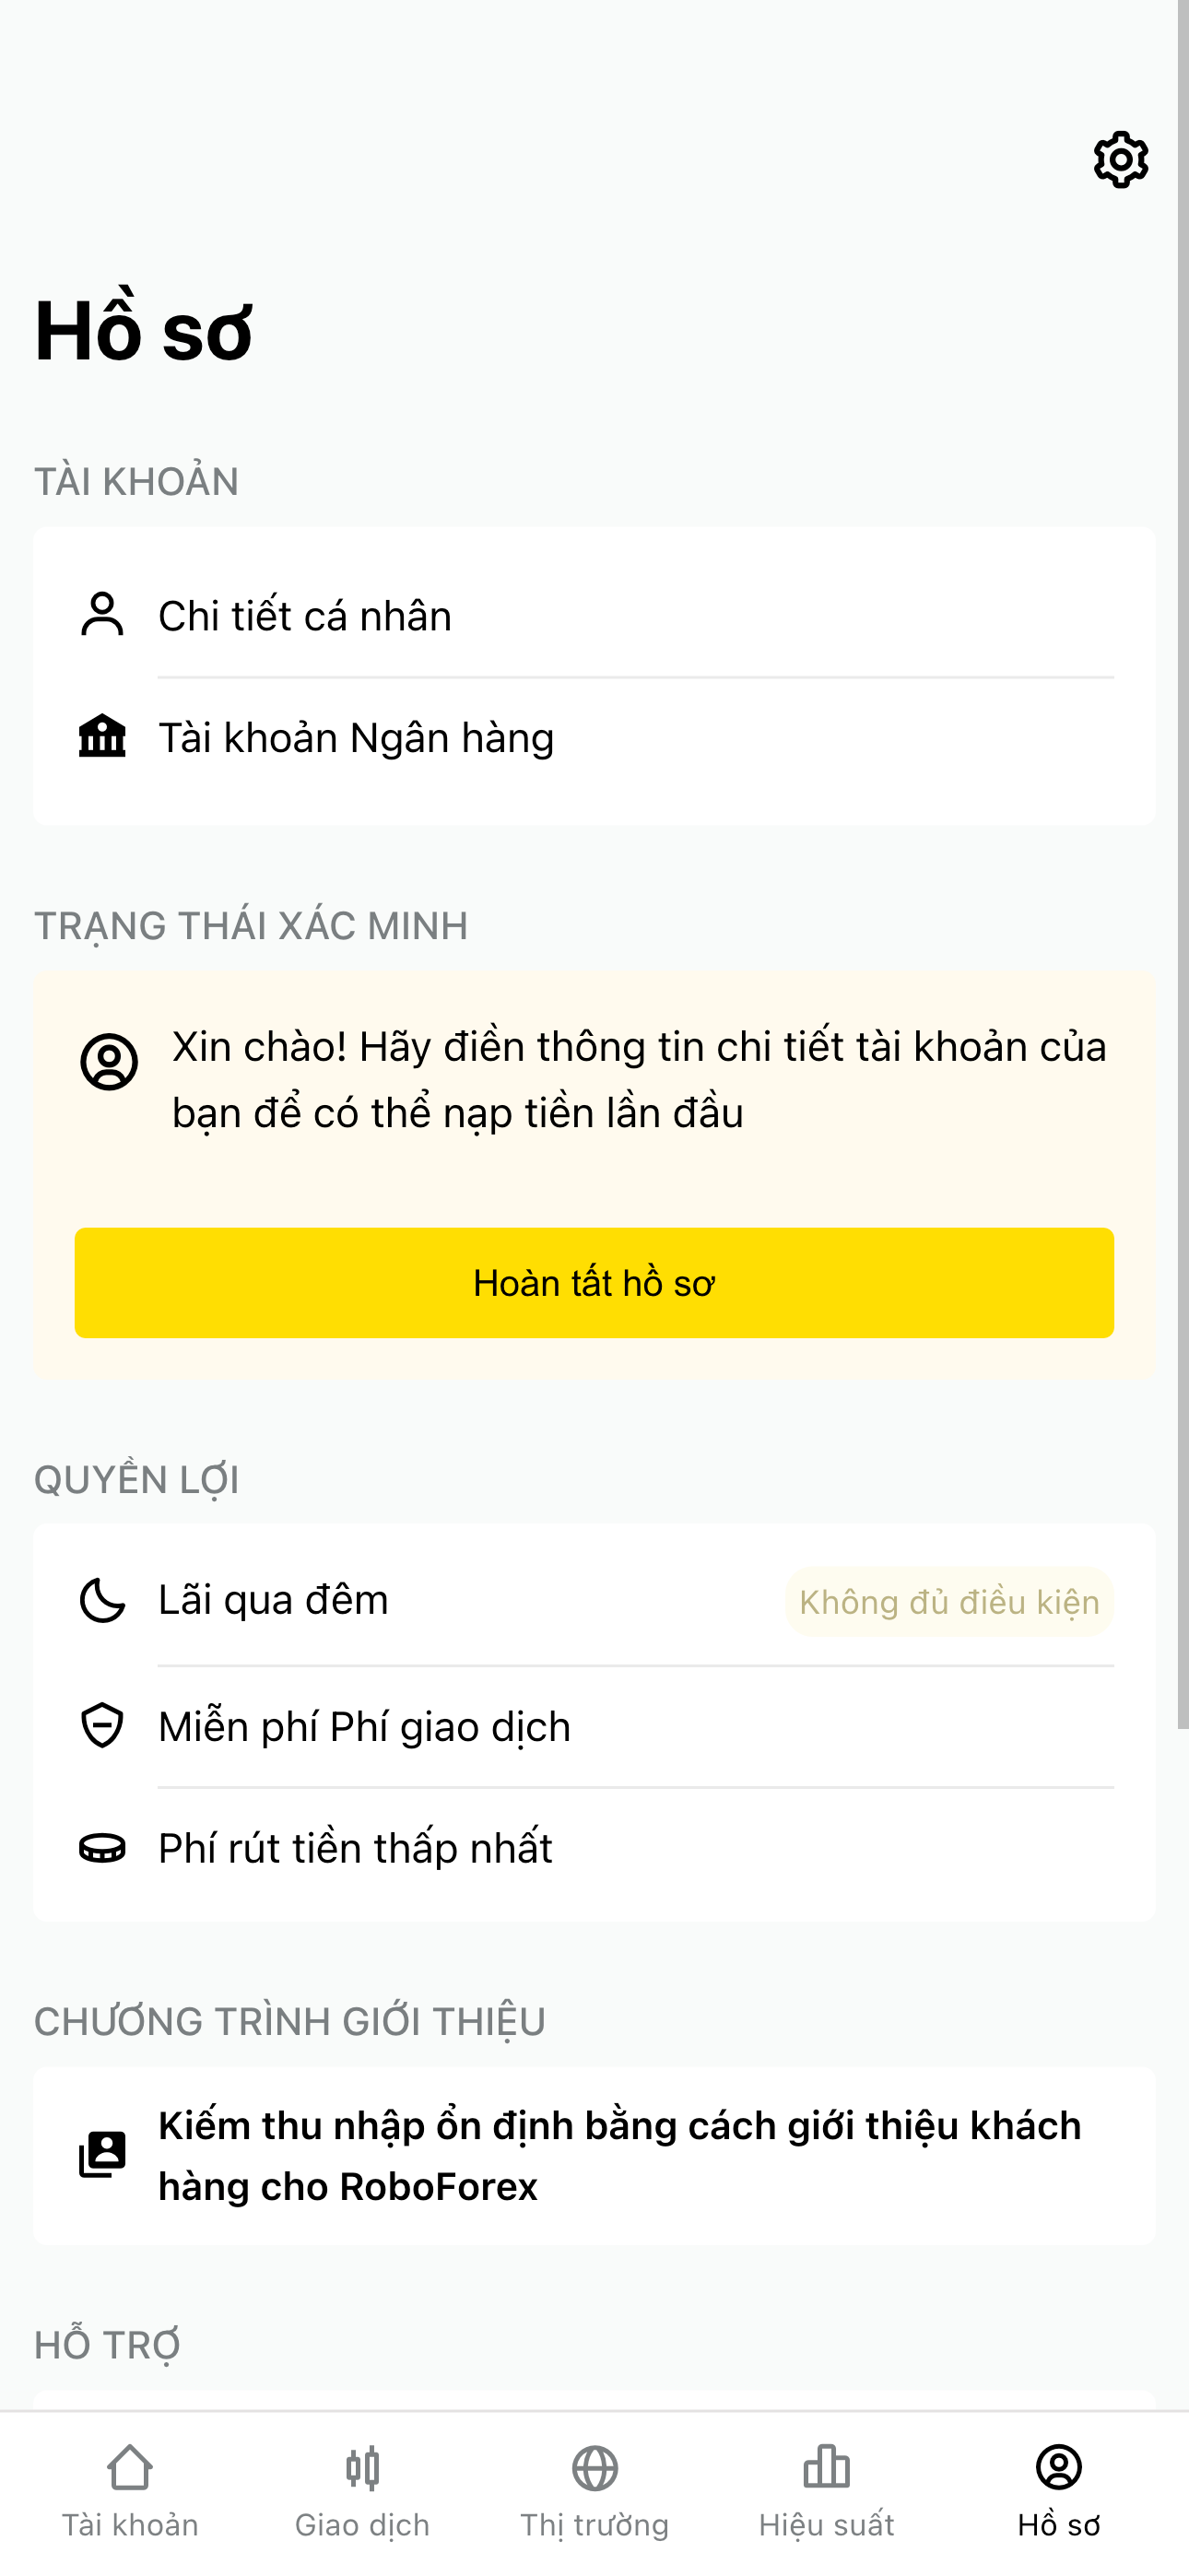 Hồ sơ
TÀI KHOẢN
Chi tiết cá nhân
Tài khoản Ngân hàng
TRẠNG THÁI XÁC MINH
Xin chào! Hãy điền thông tin chi tiết tài khoản của
bạn để có thể nạp tiền lần đầu
Hoàn tất hồ sơ
QUYỀN LỢI
Lãi qua đêm
Không đủ điều kiện
Miễn phí Phí giao dịch
Phí rút tiền thấp nhất
CHƯƠNG TRÌNH GIỚI THIỆU
Kiếm thu nhập ổn định bằng cách giới thiệu khách
hàng cho RoboForex
HỖ TRỢ
Tài khoản
Giao dịch
Thị trường
Hiệu suất
Hồ sơ